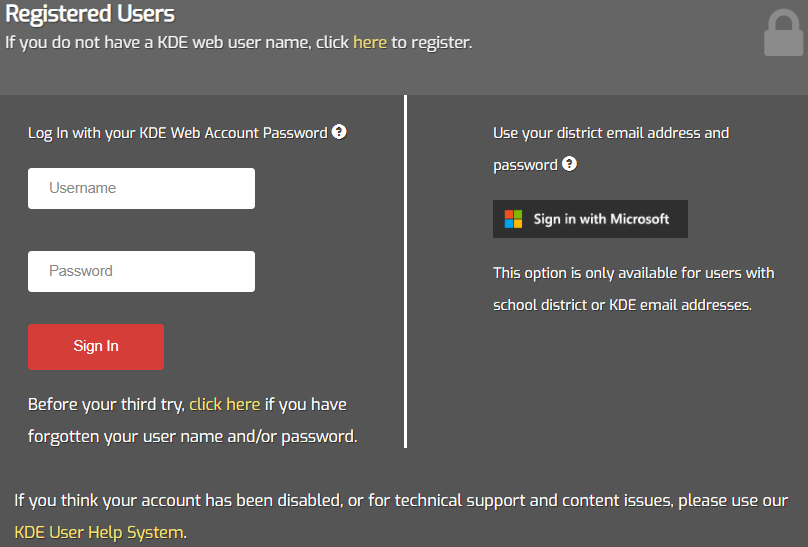 Registered Users
If you do not have a KDE web user name, click here to register.
Log In with your KDE Web Account Password ?
Username
Password
Sign In
Before your third try, click here if you have
forgotten your user name and/or password.
Use your district email address and
password ?
Sign in with Microsoft
This option is only available for users with
school district or KDE email addresses.
If you think your account has been disabled, or for technical support and content issues, please use our
KDE User Help System.